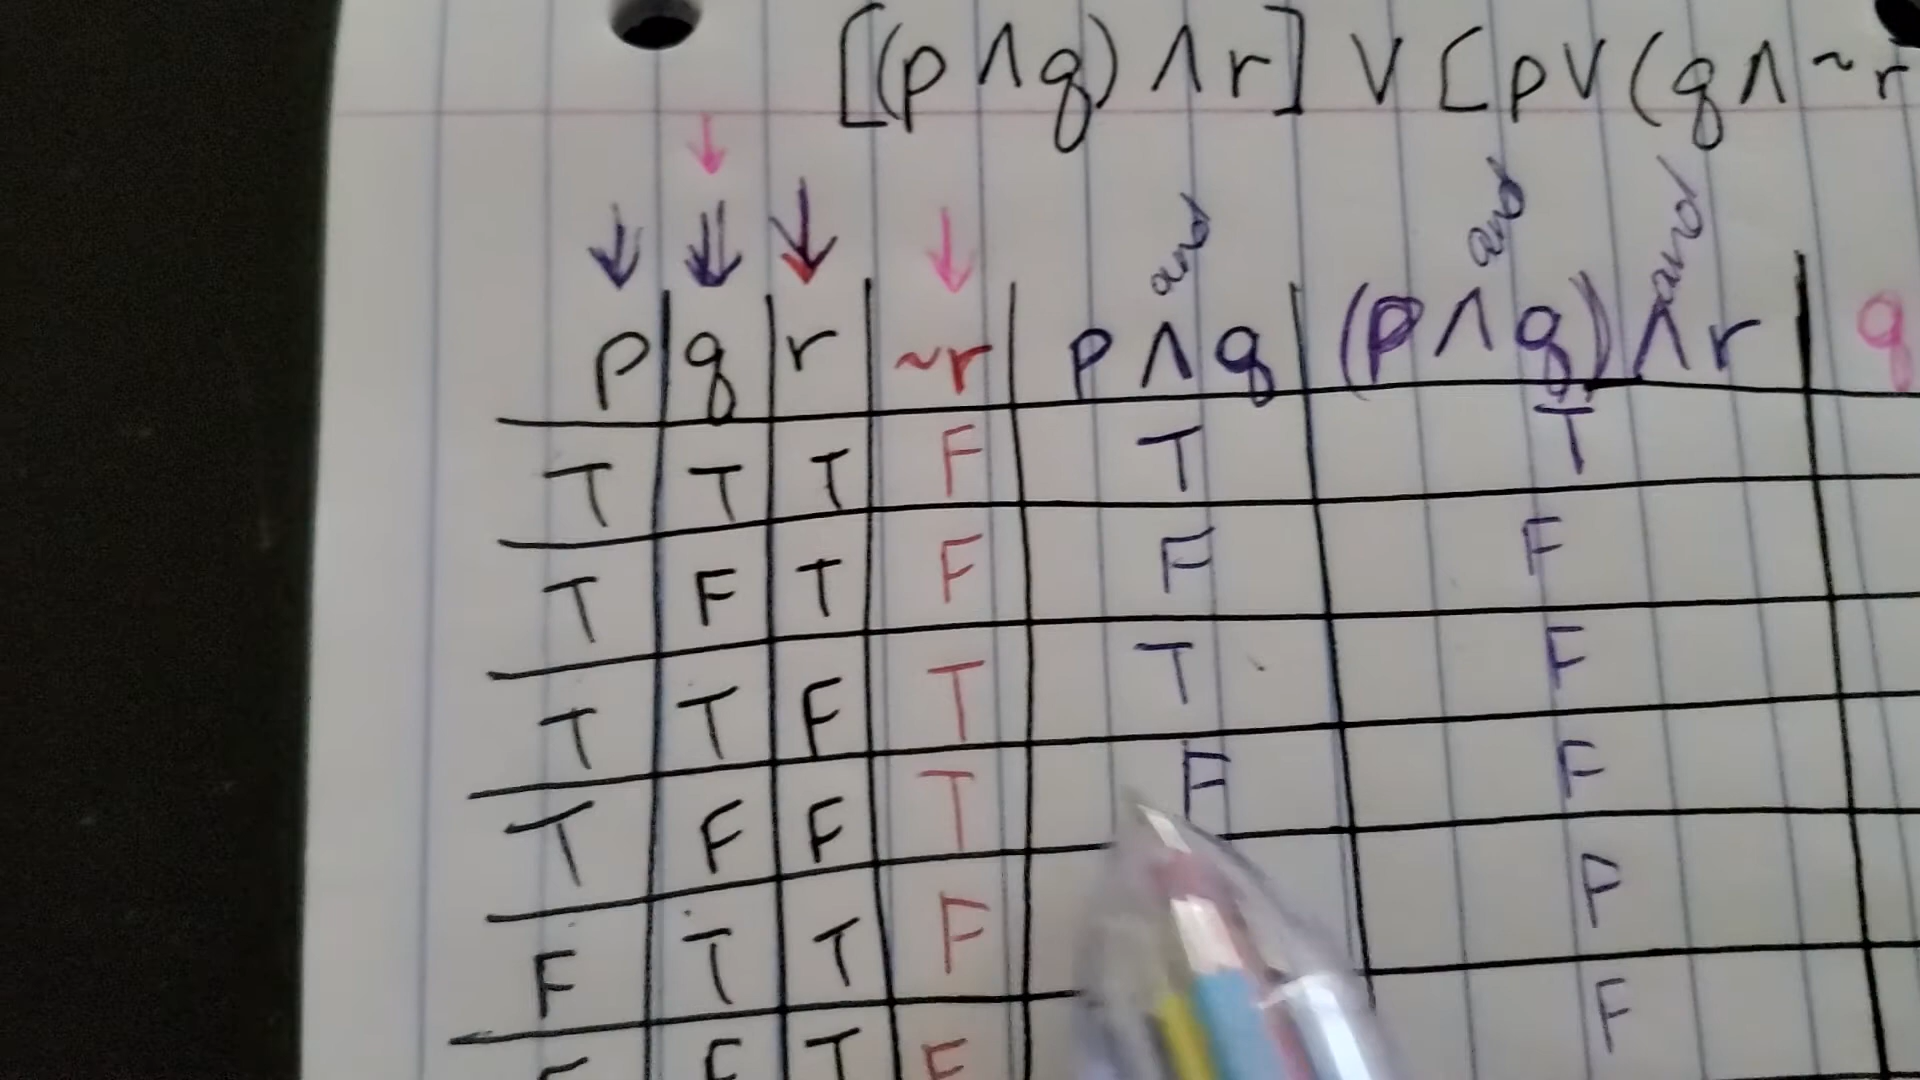 [(p∧q)∧r]∨[p∨(q∧~r
and and and
p q r ~r p∧q (p∧q)∧r q
T T T F T T
T F T F F F
T T F T T F
T F F T F F
F T T F F
F F T F F